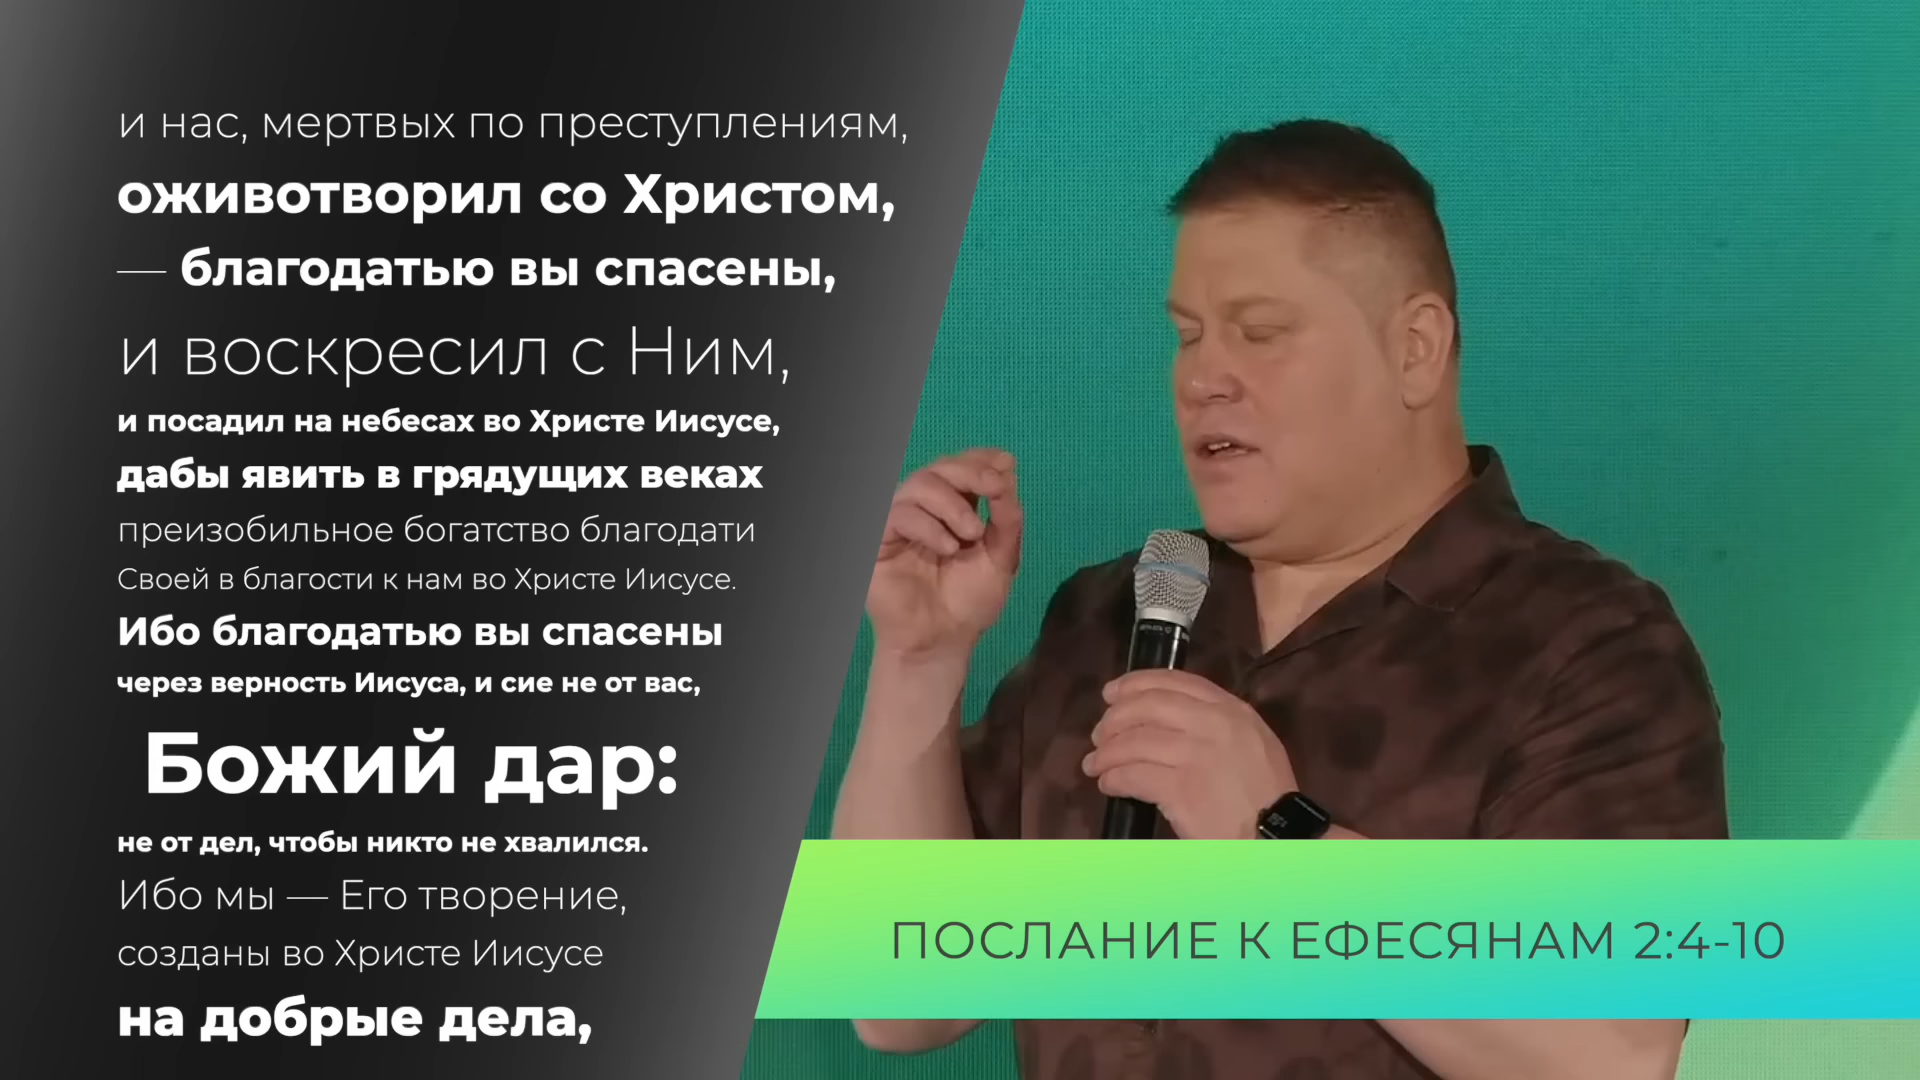 и нас, мертвых по преступлениям,
оживотворил со Христом,
— благодатью вы спасены,
и воскресил с Ним,
и посадил на небесах во Христе Иисусе,
дабы явить в грядущих веках
преизобильное богатство благодати
Своей в благости к нам во Христе Иисусе.
Ибо благодатью вы спасены
через верность Иисуса, и сие не от вас,
Божий дар:
не от дел, чтобы никто не хвалился.
Ибо мы — Его творение,
созданы во Христе Иисусе
на добрые дела,
ПОСЛАНИЕ К ЕФЕСЯНАМ 2:4-10